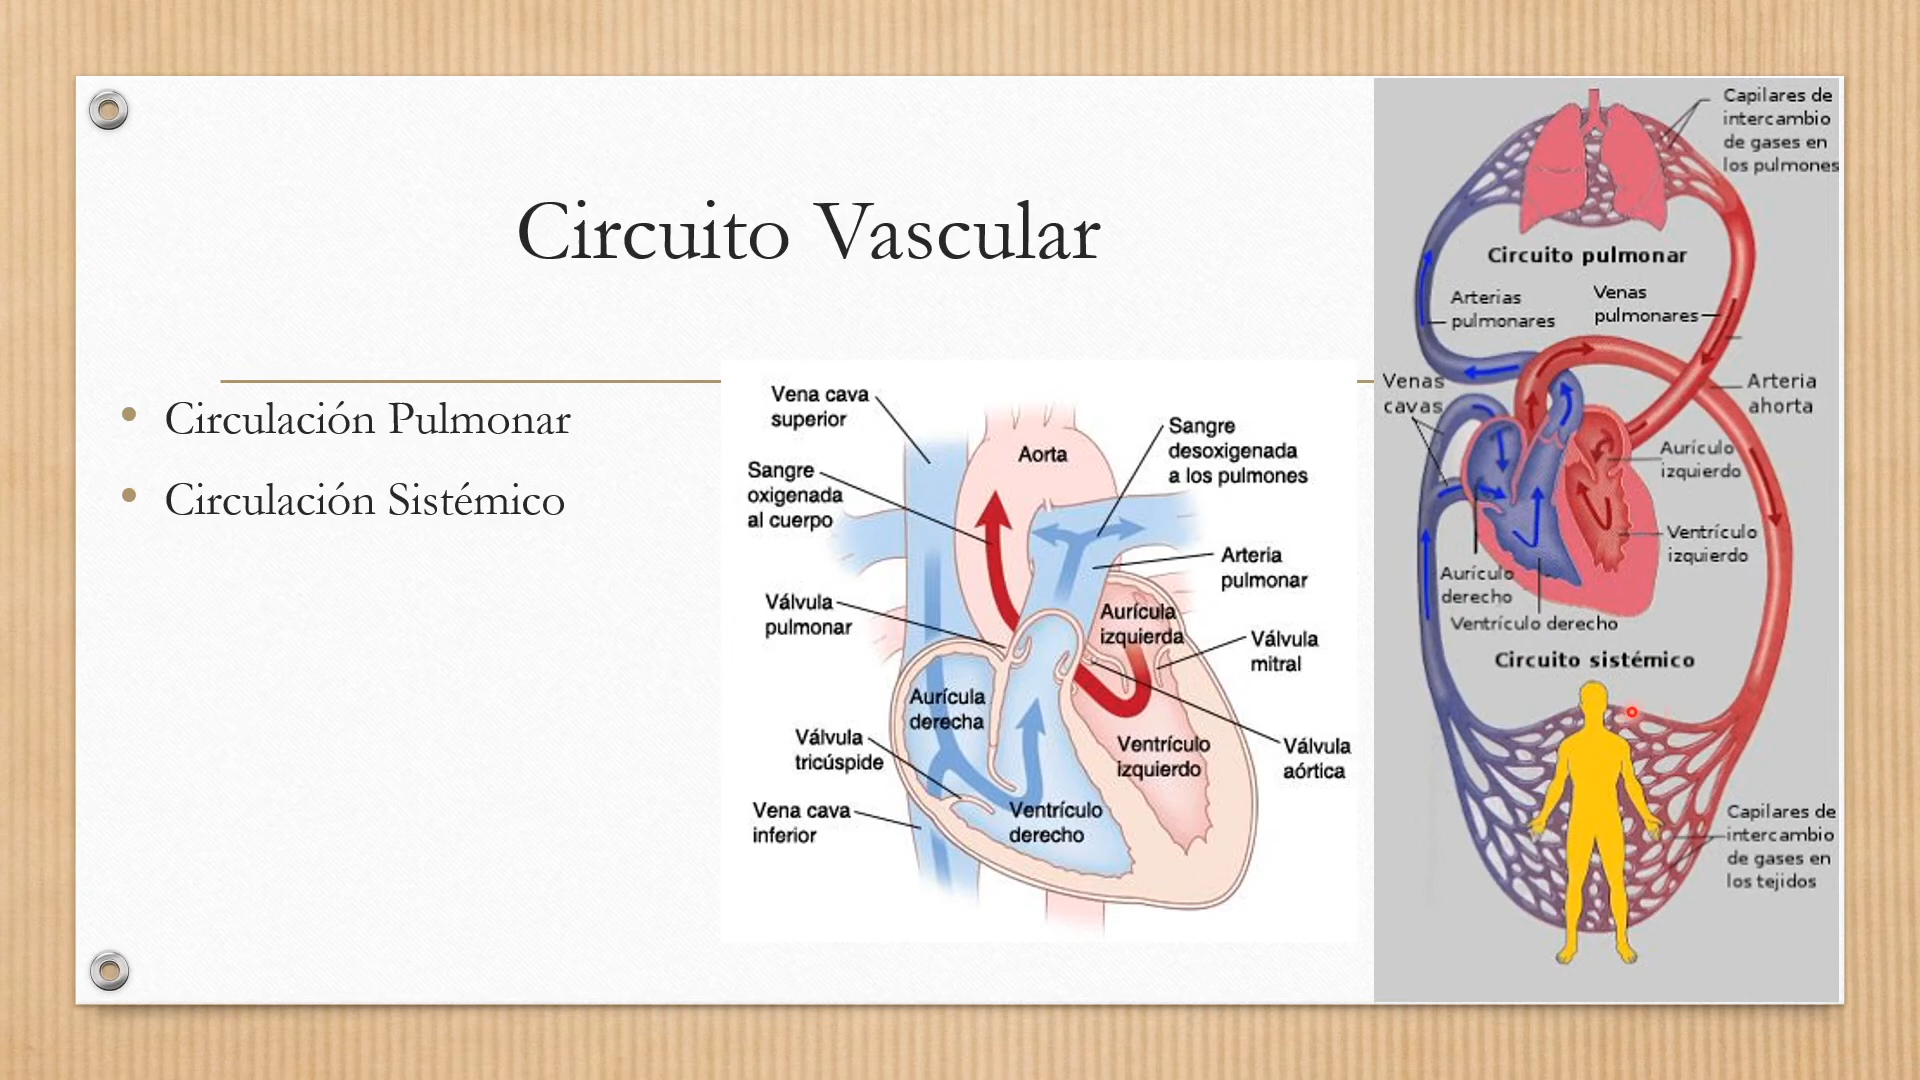 Circuito Vascular
Circulación Pulmonar
Circulación Sistémico
Vena cava
superior
Sangre
oxigenada
al cuerpo
Aorta
Sangre
desoxigenada
a los pulmones
Arteria
pulmonar
Válvula
pulmonar
Aurícula
izquierda
Válvula
mitral
Aurícula
derecha
Válvula
tricúspide
Ventrículo
izquierdo
Válvula
aórtica
Vena cava
inferior
Ventrículo
derecho
Capilares de
intercambio
de gases en
los pulmones
Circuito pulmonar
Arterias
pulmonares
Venas
pulmonares
Venas
cavas
Arteria
ahorta
Aurículo
izquierdo
Ventrículo
izquierdo
Aurículo
derecho
Ventrículo derecho
Circuito sistémico
Capilares de
intercambio
de gases en
los tejidos